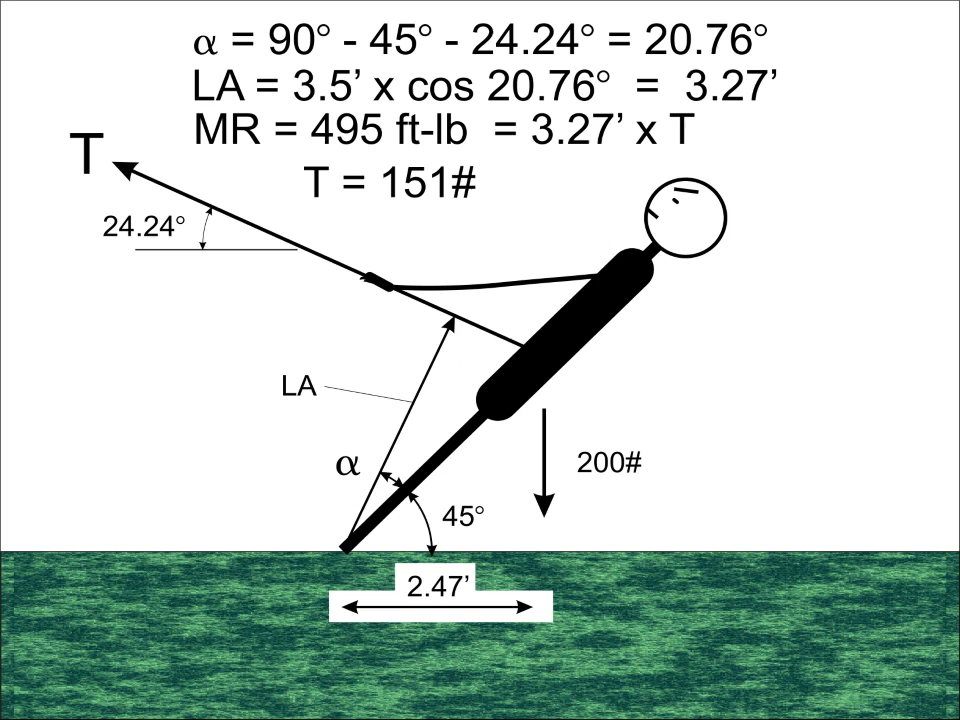 α = 90° - 45° - 24.24° = 20.76°
LA = 3.5’ x cos 20.76° = 3.27’
MR = 495 ft-lb = 3.27’ x T
T = 151#
T
24.24°
LA
α
200#
45°
2.47’